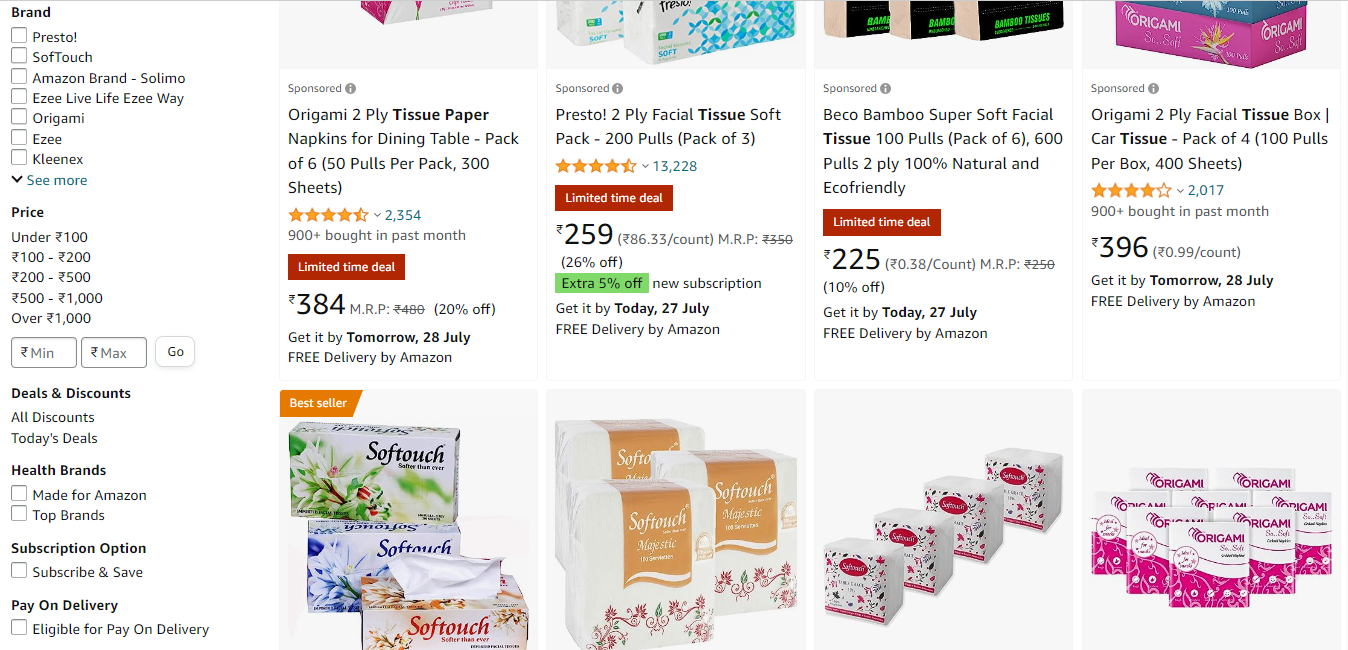 Brand
Presto!
SofTouch
Amazon Brand - Solimo
Ezee Live Life Ezee Way
Origami
Ezee
Kleenex
See more
Price
Under ₹100
₹100 - ₹200
₹200 - ₹500
₹500 - ₹1,000
Over ₹1,000
₹ Min
₹ Max
Go
Deals & Discounts
All Discounts
Today's Deals
Health Brands
Made for Amazon
Top Brands
Subscription Option
Subscribe & Save
Pay On Delivery
Eligible for Pay On Delivery
Sponsored
Origami 2 Ply Tissue Paper
Napkins for Dining Table - Pack
of 6 (50 Pulls Per Pack, 300
Sheets)
2,354
900+ bought in past month
Limited time deal
₹384 M.R.P: ₹480 (20% off)
Get it by Tomorrow, 28 July
FREE Delivery by Amazon
SOFT
SOFT
Sponsored
Presto! 2 Ply Facial Tissue Soft
Pack - 200 Pulls (Pack of 3)
13,228
Limited time deal
₹259 (₹86.33/count) M.R.P: ₹350
(26% off)
Extra 5% off new subscription
Get it by Today, 27 July
FREE Delivery by Amazon
BAMBOO TISSUES
Sponsored
Beco Bamboo Super Soft Facial
Tissue 100 Pulls (Pack of 6), 600
Pulls 2 ply 100% Natural and
Ecofriendly
Limited time deal
₹225 (₹0.38/Count) M.R.P: ₹250
(10% off)
Get it by Today, 27 July
FREE Delivery by Amazon
ORIGAMI
So...Soft
100 Pulls
ORIGAMI
So...Soft
Sponsored
Origami 2 Ply Facial Tissue Box |
Car Tissue - Pack of 4 (100 Pulls
Per Box, 400 Sheets)
2,017
900+ bought in past month
₹396 (₹0.99/count)
Get it by Tomorrow, 28 July
FREE Delivery by Amazon
Best seller
Softouch
Softer than ever
Softouch
Softouch
Softer than ever
Softouch
Majestic
100 Serviettes
Softouch
Majestic
100 Serviettes
Softouch
Softouch
Softouch
Softouch
ORIGAMI
ORIGAMI
ORIGAMI
So...Soft
ORIGAMI
So...Soft